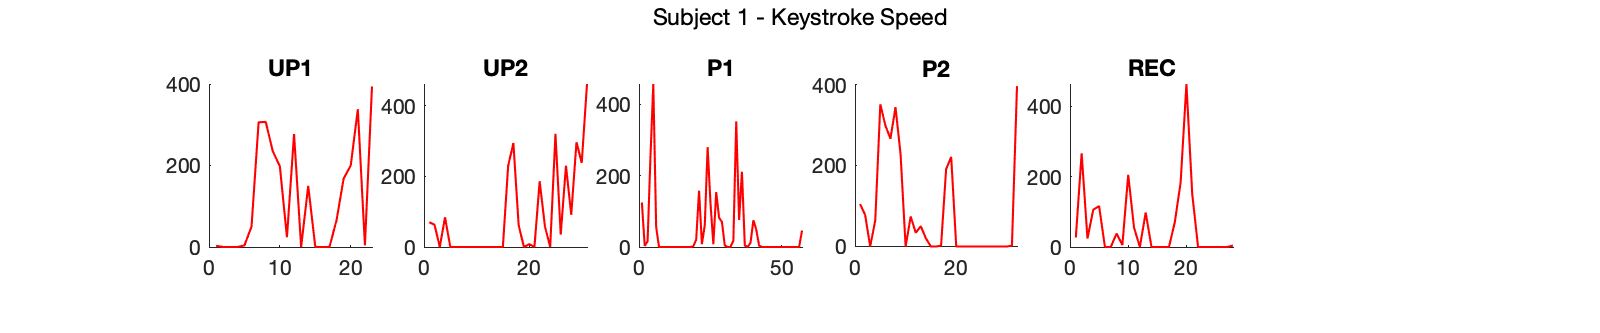 Subject 1 - Keystroke Speed
UP1 UP2 P1 P2 REC
400 400 400 400 400
200 200 200 200 200
0 0 0 0 0
0 10 20 0 20 0 50 0 20 0 10 20